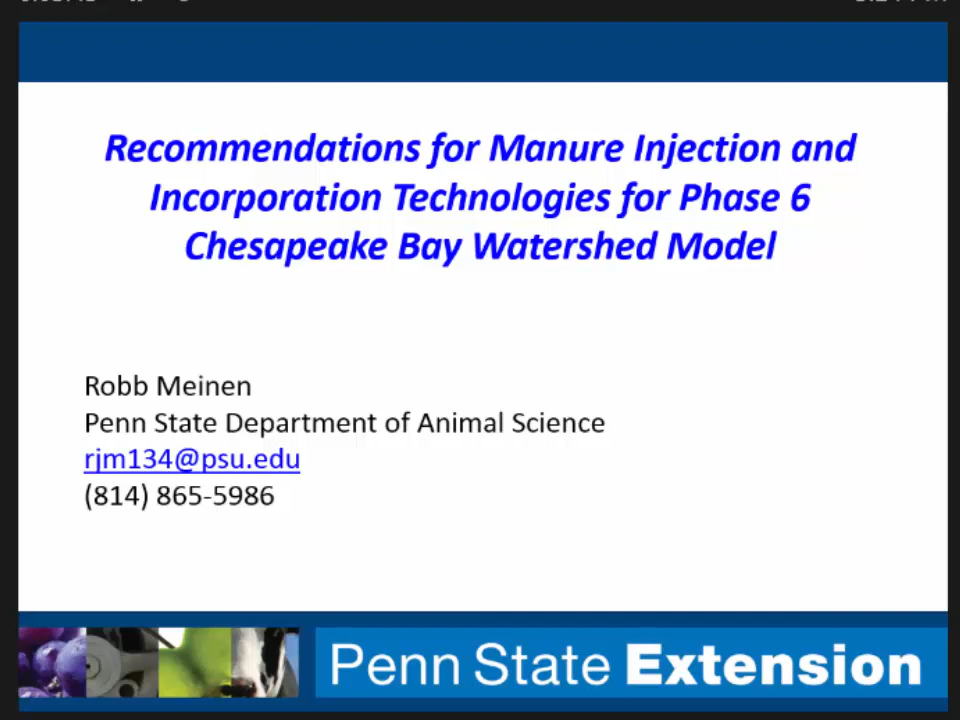 Recommendations for Manure Injection and
Incorporation Technologies for Phase 6
Chesapeake Bay Watershed Model
Robb Meinen
Penn State Department of Animal Science
rjm134@psu.edu
(814) 865-5986
Penn State Extension